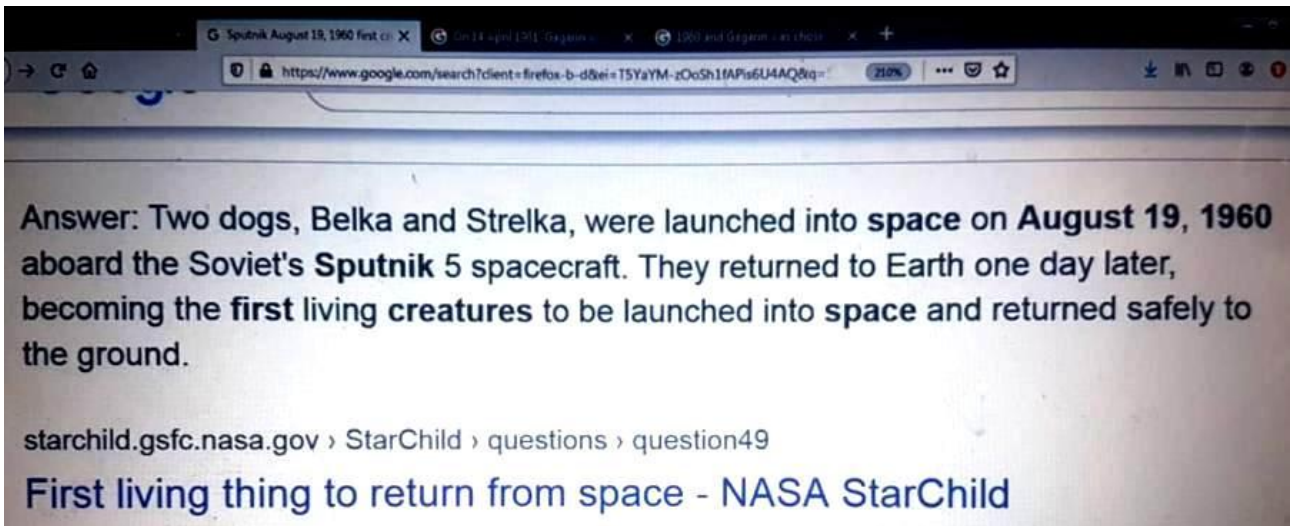 Sputnik August 19, 1960 first
https://www.google.com/search?client=firefox-b-d&ei=T5YaYM-zOoSh1fAPis6U4AQ&q=
210%
Answer: Two dogs, Belka and Strelka, were launched into space on August 19, 1960
aboard the Soviet's Sputnik 5 spacecraft. They returned to Earth one day later,
becoming the first living creatures to be launched into space and returned safely to
the ground.
starchild.gsfc.nasa.gov › StarChild › questions › question49
First living thing to return from space - NASA StarChild